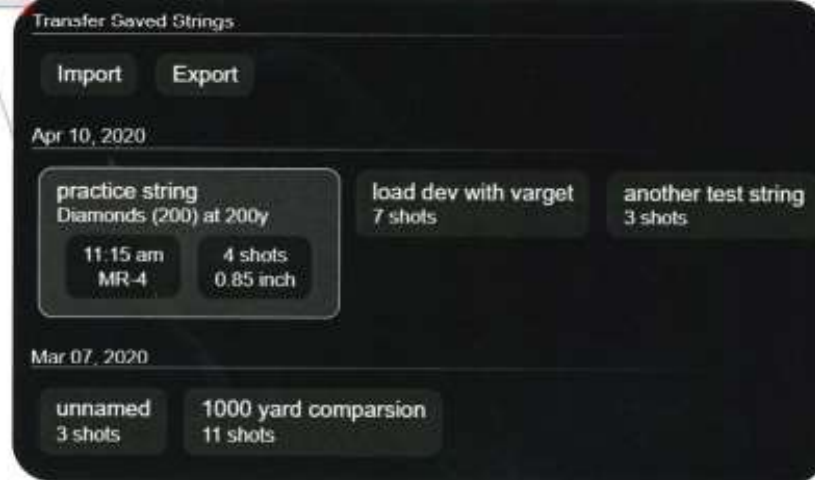 Transfer Saved Strings
Import Export
Apr 10, 2020
practice string
Diamonds (200) at 200y
11:15 am
MR-4
4 shots
0.85 inch
load dev with varget
7 shots
another test string
3 shots
Mar 07, 2020
unnamed
3 shots
1000 yard comparsion
11 shots